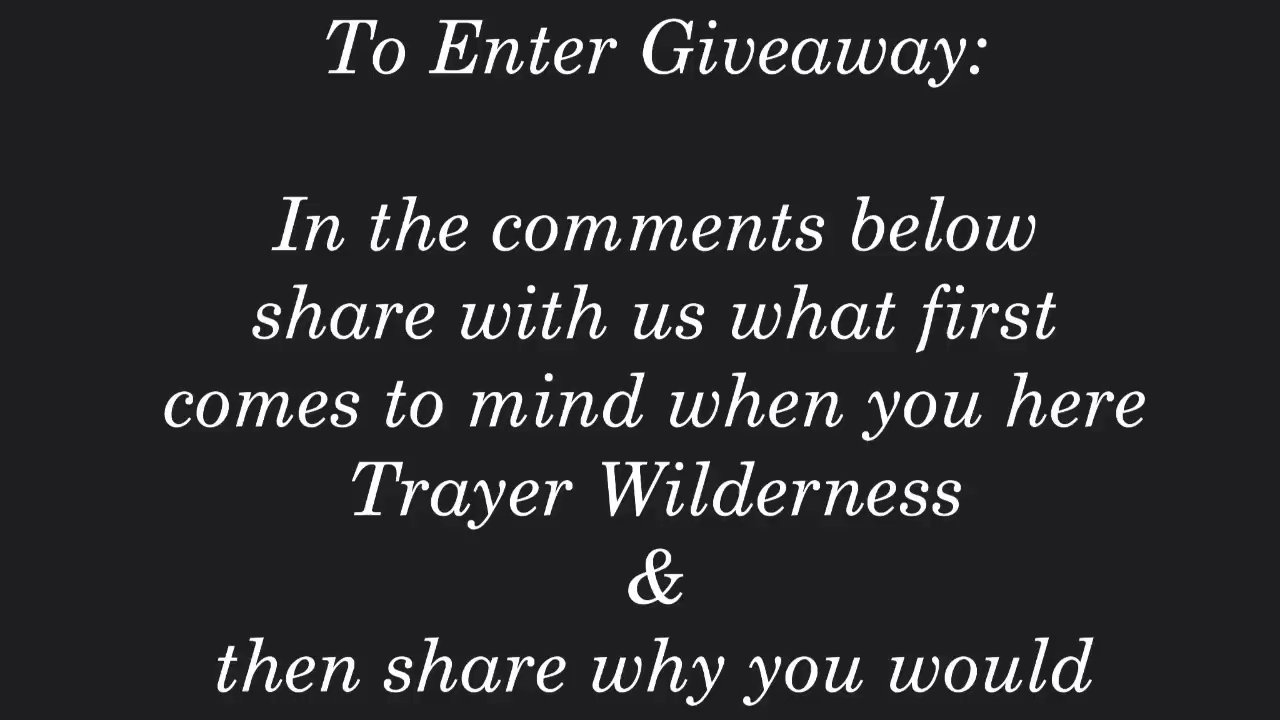 To Enter Giveaway:
In the comments below
share with us what first
comes to mind when you here
Trayer Wilderness
&
then share why you would